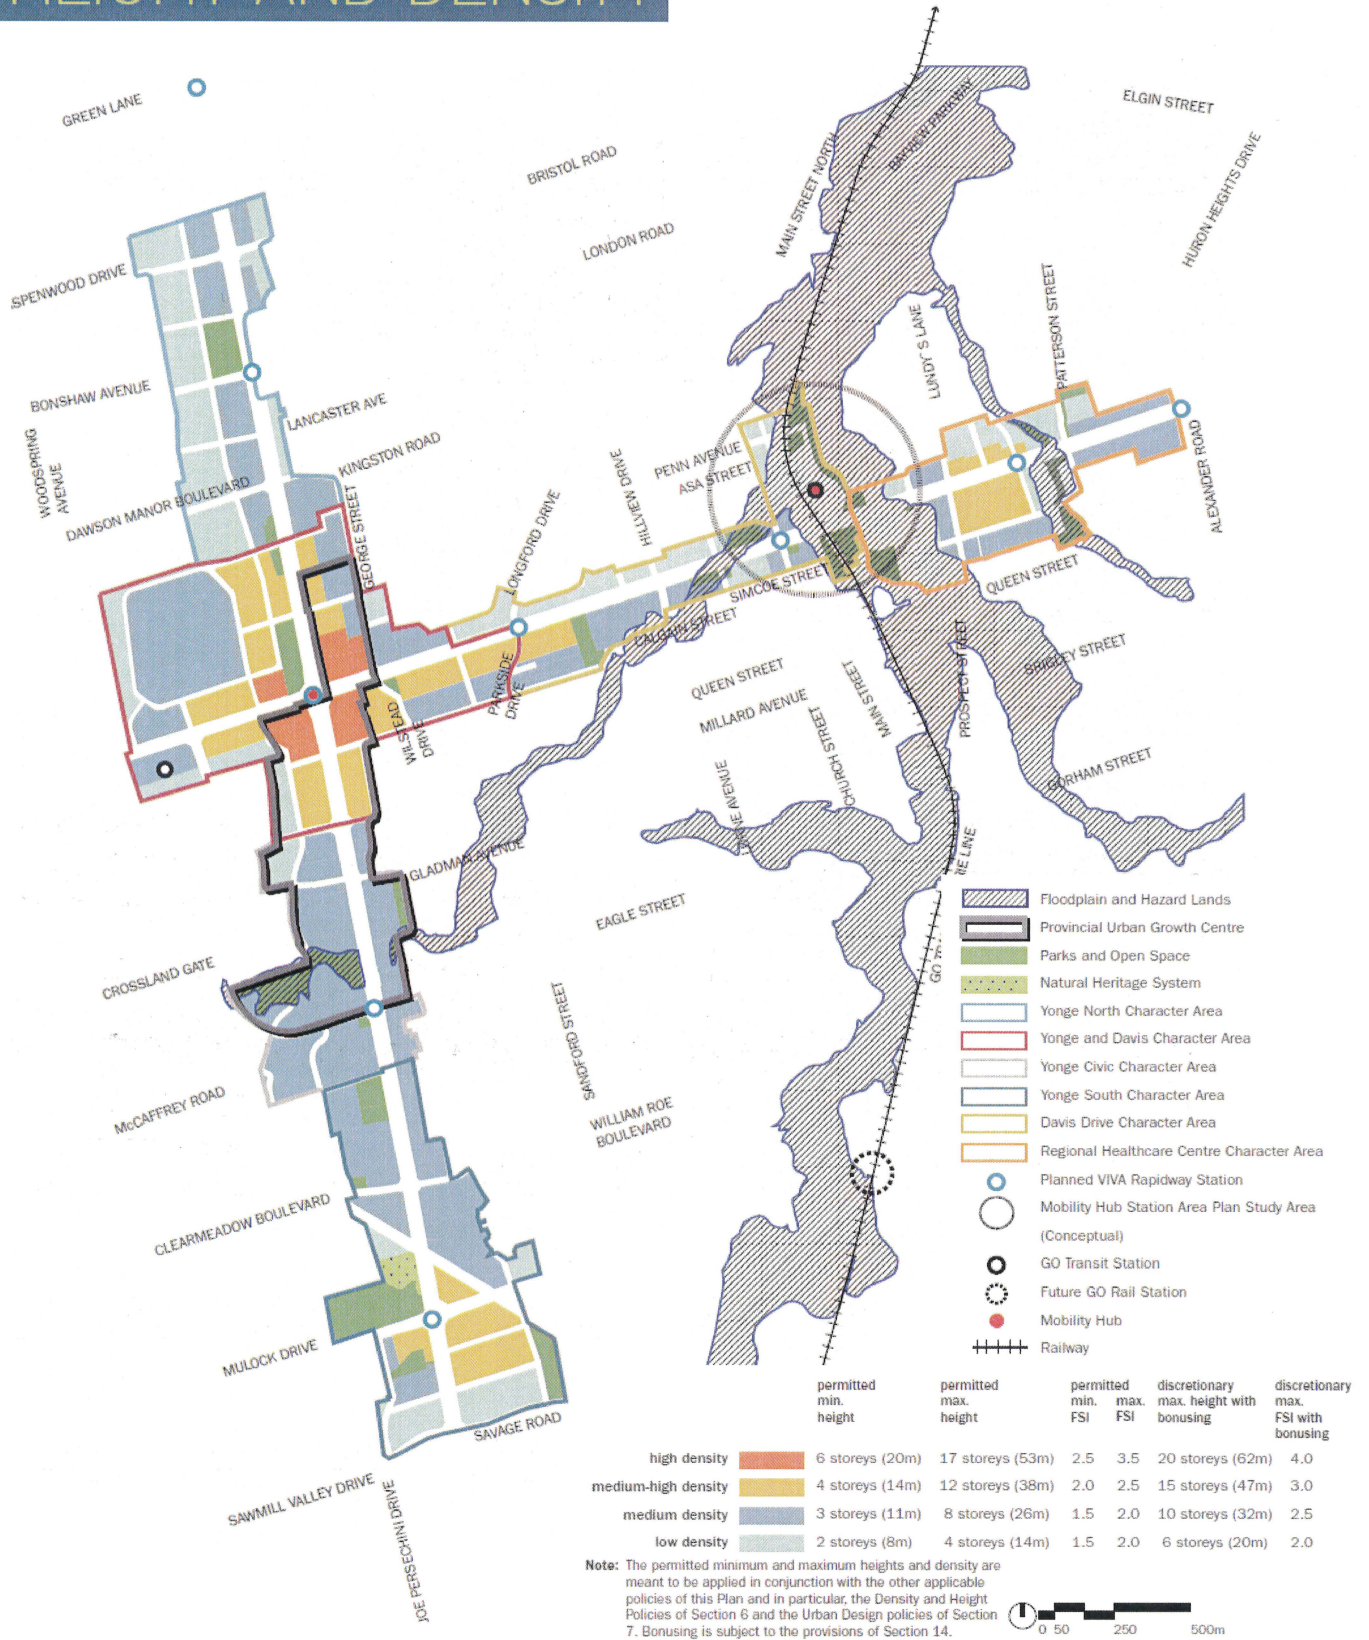 HEIGHT AND DENSITY
GREEN LANE
ELGIN STREET
BRISTOL ROAD
BAYVIEW PARKWAY
HURON HEIGHTS DRIVE
MAIN STREET NORTH
LONDON ROAD
SPENWOOD DRIVE
PATTERSON STREET
LUNDY'S LANE
BONSHAW AVENUE
LANCASTER AVE
KINGSTON ROAD
WOODSPRING
AVENUE
PENN AVENUE
ASA STREET
HILLVIEW DRIVE
ALEXANDER ROAD
DAWSON MANOR BOULEVARD
GEORGE STREET
LONGFORD DRIVE
SIMCOE STREET
QUEEN STREET
CALGAIN STREET
SRIGLEY STREET
PROSPECT STREET
PARKSIDE
DRIVE
QUEEN STREET
MILLARD AVENUE
MAIN STREET
CHURCH STREET
WILSTEAD
DRIVE
GORHAM STREET
LORNE AVENUE
GLADMAN AVENUE
EAGLE STREET
CROSSLAND GATE
SANDFORD STREET
McCAFFREY ROAD
WILLIAM ROE
BOULEVARD
CLEARMEADOW BOULEVARD
MULOCK DRIVE
SAVAGE ROAD
SAWMILL VALLEY DRIVE
JOE PERSECHINI DRIVE
GO
LINE
Floodplain and Hazard Lands
Provincial Urban Growth Centre
Parks and Open Space
Natural Heritage System
Yonge North Character Area
Yonge and Davis Character Area
Yonge Civic Character Area
Yonge South Character Area
Davis Drive Character Area
Regional Healthcare Centre Character Area
Planned VIVA Rapidway Station
Mobility Hub Station Area Plan Study Area
(Conceptual)
GO Transit Station
Future GO Rail Station
Mobility Hub
Railway
permitted min. height permitted max. height permitted min. FSI max. FSI discretionary max. height with bonusing discretionary max. FSI with bonusing
high density 6 storeys (20m) 17 storeys (53m) 2.5 3.5 20 storeys (62m) 4.0
medium-high density 4 storeys (14m) 12 storeys (38m) 2.0 2.5 15 storeys (47m) 3.0
medium density 3 storeys (11m) 8 storeys (26m) 1.5 2.0 10 storeys (32m) 2.5
low density 2 storeys (8m) 4 storeys (14m) 1.5 2.0 6 storeys (20m) 2.0
Note: The permitted minimum and maximum heights and density are
meant to be applied in conjunction with the other applicable
policies of this Plan and in particular, the Density and Height
Policies of Section 6 and the Urban Design policies of Section
7. Bonusing is subject to the provisions of Section 14.
0 50 250 500m